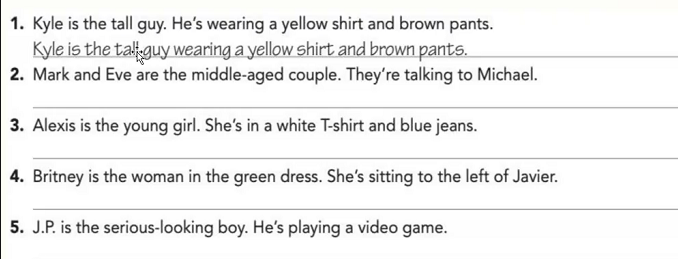 1. Kyle is the tall guy. He's wearing a yellow shirt and brown pants.
Kyle is the tall guy wearing a yellow shirt and brown pants.
2. Mark and Eve are the middle-aged couple. They're talking to Michael.
3. Alexis is the young girl. She's in a white T-shirt and blue jeans.
4. Britney is the woman in the green dress. She's sitting to the left of Javier.
5. J.P. is the serious-looking boy. He's playing a video game.